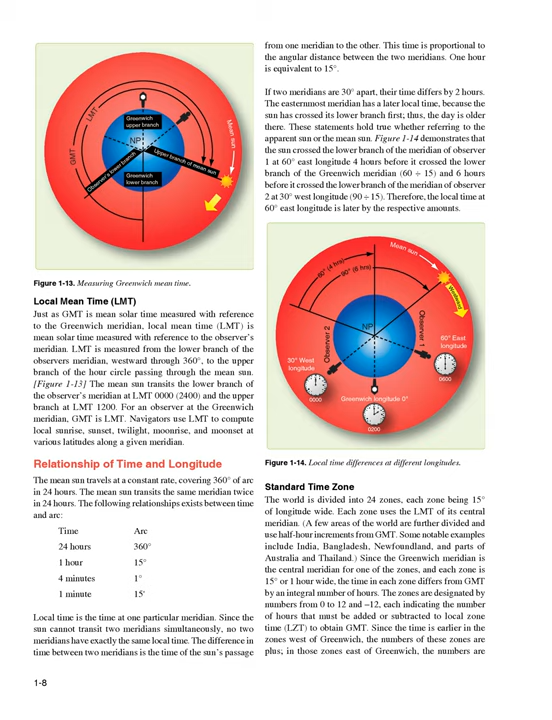 LMT
GMT
Greenwich
upper branch
NP
Observer's lower branch
Upper branch of mean sun
Greenwich
lower branch
Mean sun
Figure 1-13. Measuring Greenwich mean time.
Local Mean Time (LMT)
Just as GMT is mean solar time measured with reference
to the Greenwich meridian, local mean time (LMT) is
mean solar time measured with reference to the observer's
meridian. LMT is measured from the lower branch of the
observers meridian, westward through 360°, to the upper
branch of the hour circle passing through the mean sun.
[Figure 1-13] The mean sun transits the lower branch of
the observer's meridian at LMT 0000 (2400) and the upper
branch at LMT 1200. For an observer at the Greenwich
meridian, GMT is LMT. Navigators use LMT to compute
local sunrise, sunset, twilight, moonrise, and moonset at
various latitudes along a given meridian.
Relationship of Time and Longitude
The mean sun travels at a constant rate, covering 360° of arc
in 24 hours. The mean sun transits the same meridian twice
in 24 hours. The following relationships exists between time
and arc:
Time Arc
24 hours 360°
1 hour 15°
4 minutes 1°
1 minute 15'
Local time is the time at one particular meridian. Since the
sun cannot transit two meridians simultaneously, no two
meridians have exactly the same local time. The difference in
time between two meridians is the time of the sun's passage
from one meridian to the other. This time is proportional to
the angular distance between the two meridians. One hour
is equivalent to 15°.
If two meridians are 30° apart, their time differs by 2 hours.
The easternmost meridian has a later local time, because the
sun has crossed its lower branch first; thus, the day is older
there. These statements hold true whether referring to the
apparent sun or the mean sun. Figure 1-14 demonstrates that
the sun crossed the lower branch of the meridian of observer
1 at 60° east longitude 4 hours before it crossed the lower
branch of the Greenwich meridian (60 ÷ 15) and 6 hours
before it crossed the lower branch of the meridian of observer
2 at 30° west longitude (90 ÷ 15). Therefore, the local time at
60° east longitude is later by the respective amounts.
Mean sun
60° (4 hrs)
90° (6 hrs)
Westward
NP
Observer 2
Observer 1
60° East
longitude
30° West
longitude
0600
0000
Greenwich longitude 0°
0200
Figure 1-14. Local time differences at different longitudes.
Standard Time Zone
The world is divided into 24 zones, each zone being 15°
of longitude wide. Each zone uses the LMT of its central
meridian. (A few areas of the world are further divided and
use half-hour increments from GMT. Some notable examples
include India, Bangladesh, Newfoundland, and parts of
Australia and Thailand.) Since the Greenwich meridian is
the central meridian for one of the zones, and each zone is
15° or 1 hour wide, the time in each zone differs from GMT
by an integral number of hours. The zones are designated by
numbers from 0 to 12 and –12, each indicating the number
of hours that must be added or subtracted to local zone
time (LZT) to obtain GMT. Since the time is earlier in the
zones west of Greenwich, the numbers of these zones are
plus; in those zones east of Greenwich, the numbers are
1-8